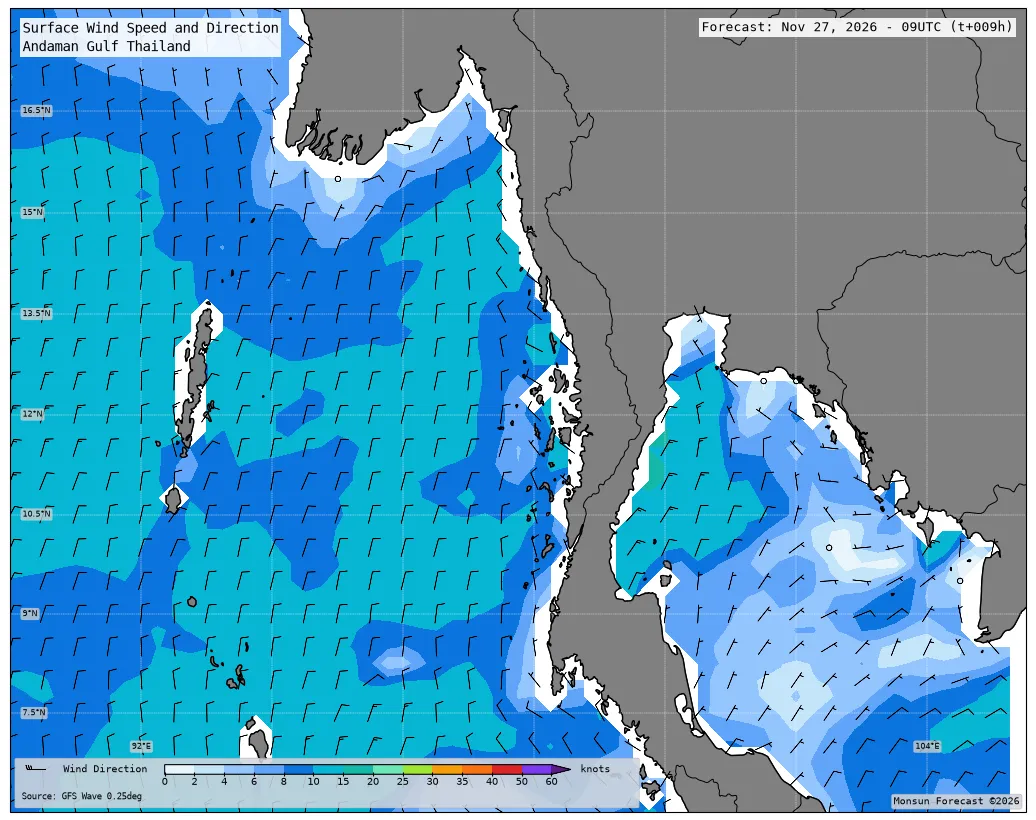 Surface Wind Speed and Direction
Andaman Gulf Thailand
Forecast: Nov 27, 2026 - 09UTC (t+009h)
16.5°N
15°N
13.5°N
12°N
10.5°N
9°N
7.5°N
92°E
104°E
Wind Direction
0 2 4 6 8 10 15 20 25 30 35 40 45 50 60
knots
Source: GFS Wave 0.25deg
Monsun Forecast ©2026